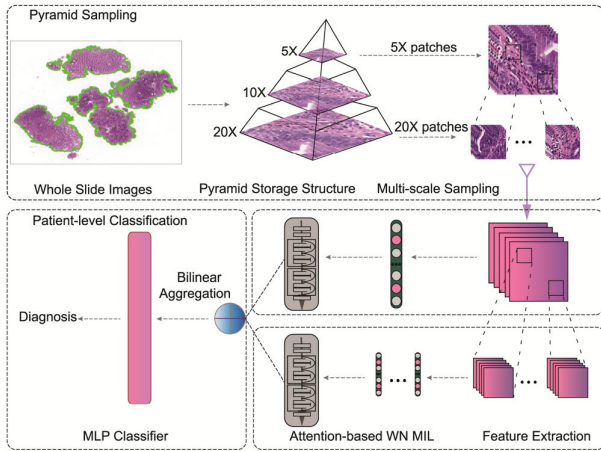 Pyramid Sampling
5X
5X patches
10X
20X
20X patches
Whole Slide Images
Pyramid Storage Structure
Multi-scale Sampling
Patient-level Classification
Bilinear
Aggregation
Diagnosis
MLP Classifier
Attention-based WN MIL
Feature Extraction